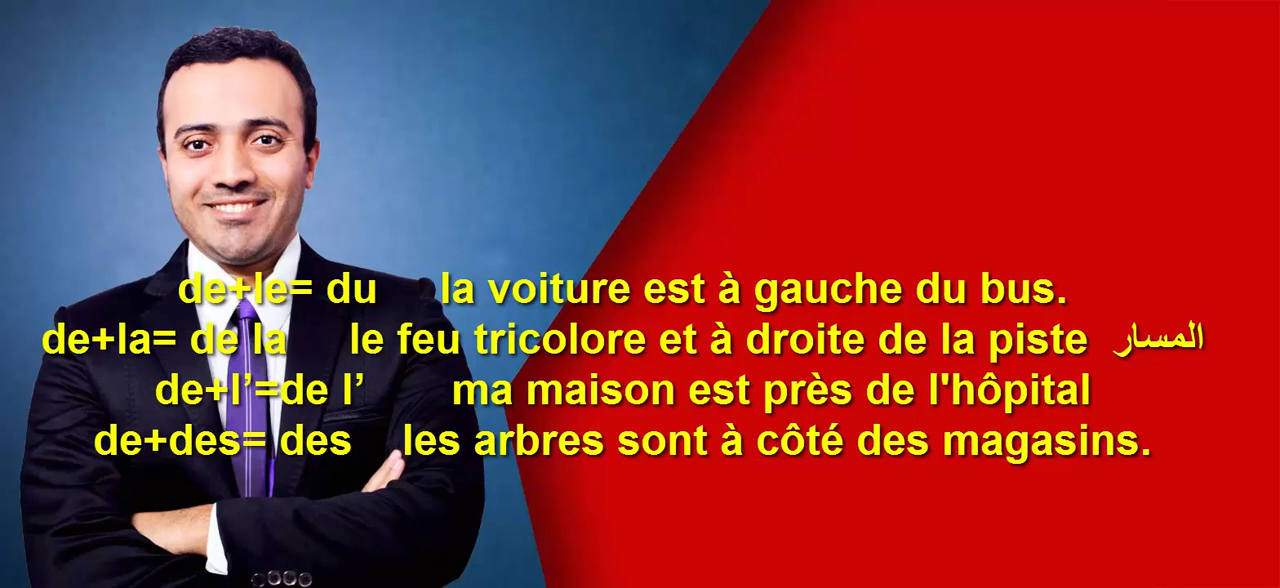 de+le= du la voiture est à gauche du bus.
de+la= de la le feu tricolore et à droite de la piste المسار
de+l’=de l’ ma maison est près de l'hôpital
de+des= des les arbres sont à côté des magasins.